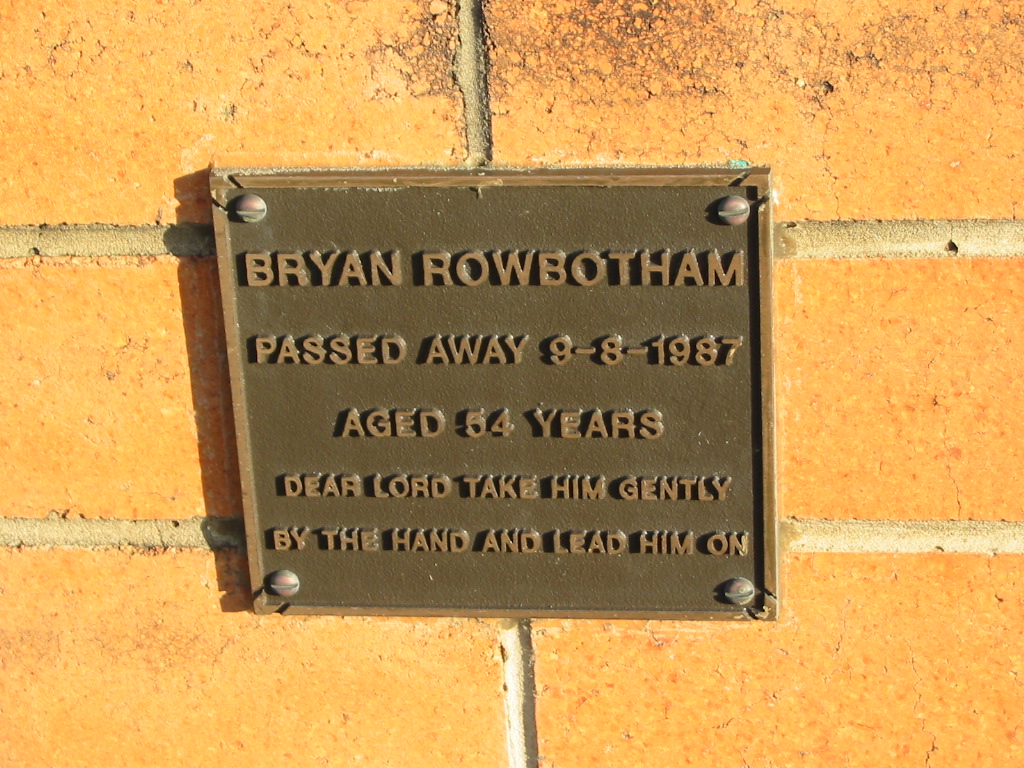 BRYAN ROWBOTHAM
PASSED AWAY 9-8-1987
AGED 54 YEARS
DEAR LORD TAKE HIM GENTLY
BY THE HAND AND LEAD HIM ON